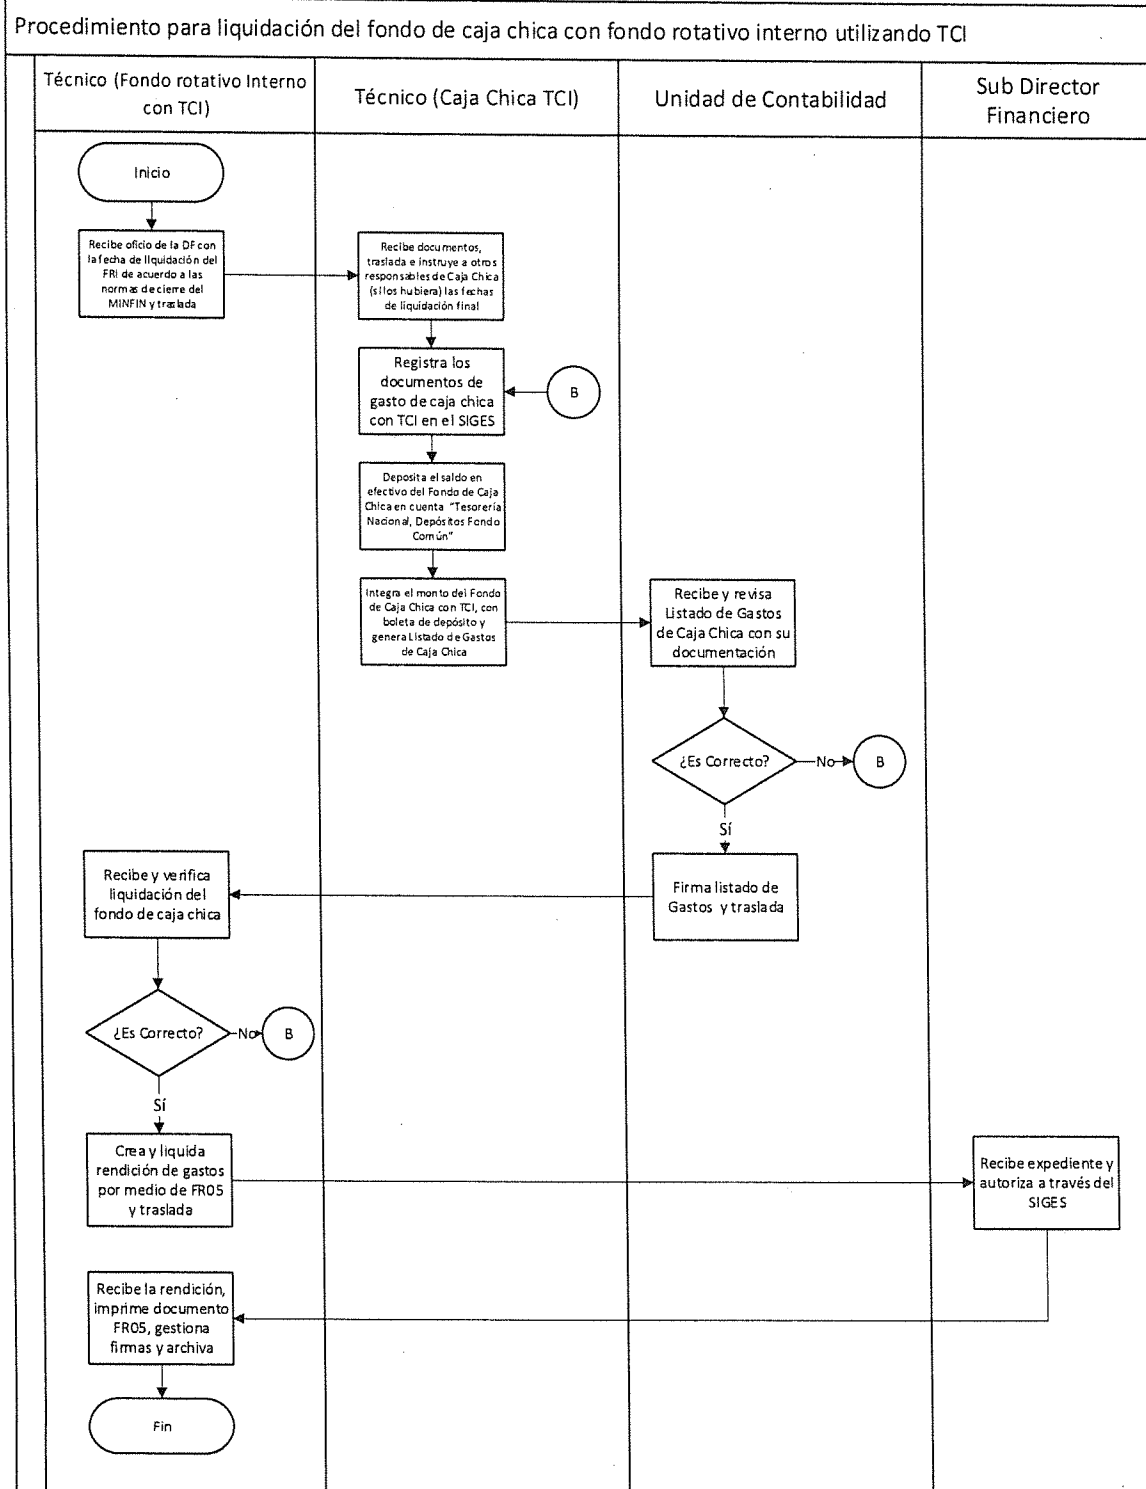 Procedimiento para liquidación del fondo de caja chica con fondo rotativo interno utilizando TCI
Técnico (Fondo rotativo Interno
con TCI)
Técnico (Caja Chica TCI)
Unidad de Contabilidad
Sub Director
Financiero
Inicio
Recibe oficio de la DF con
la fecha de liquidación del
FRI de acuerdo a las
normas de cierre del
MINFIN y traslada
Recibe documentos,
traslada e instruye a otros
responsables de Caja Chica
(si los hubiera) las fechas
de liquidación final
Registra los
documentos de
gasto de caja chica
con TCI en el SIGES
B
Deposita el saldo en
efectivo del Fondo de Caja
Chica en cuenta "Tesorería
Nacional, Depósitos Fondo
Común"
Integra el monto del Fondo
de Caja Chica con TCI, con
boleta de depósito y
genera Listado de Gastos
de Caja Chica
Recibe y revisa
Listado de Gastos
de Caja Chica con su
documentación
¿Es Correcto?
No
B
Sí
Firma listado de
Gastos y traslada
Recibe y verifica
liquidación del
fondo de caja chica
¿Es Correcto?
No
B
Sí
Crea y liquida
rendición de gastos
por medio de FR05
y traslada
Recibe expediente y
autoriza a través del
SIGES
Recibe la rendición,
imprime documento
FR05, gestiona
firmas y archiva
Fin